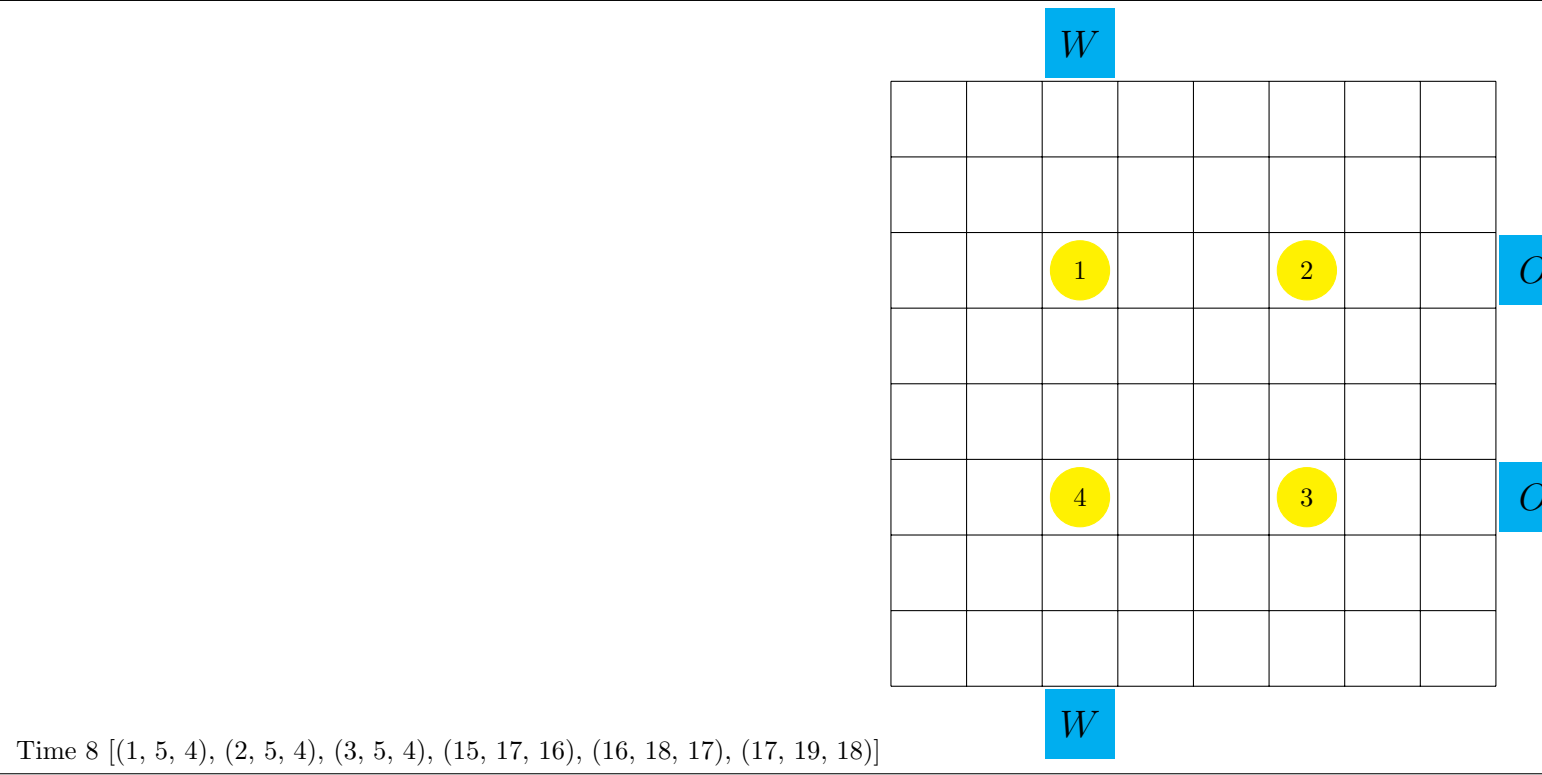 W
1 2 O
4 3 O
W
Time 8 [(1, 5, 4), (2, 5, 4), (3, 5, 4), (15, 17, 16), (16, 18, 17), (17, 19, 18)]